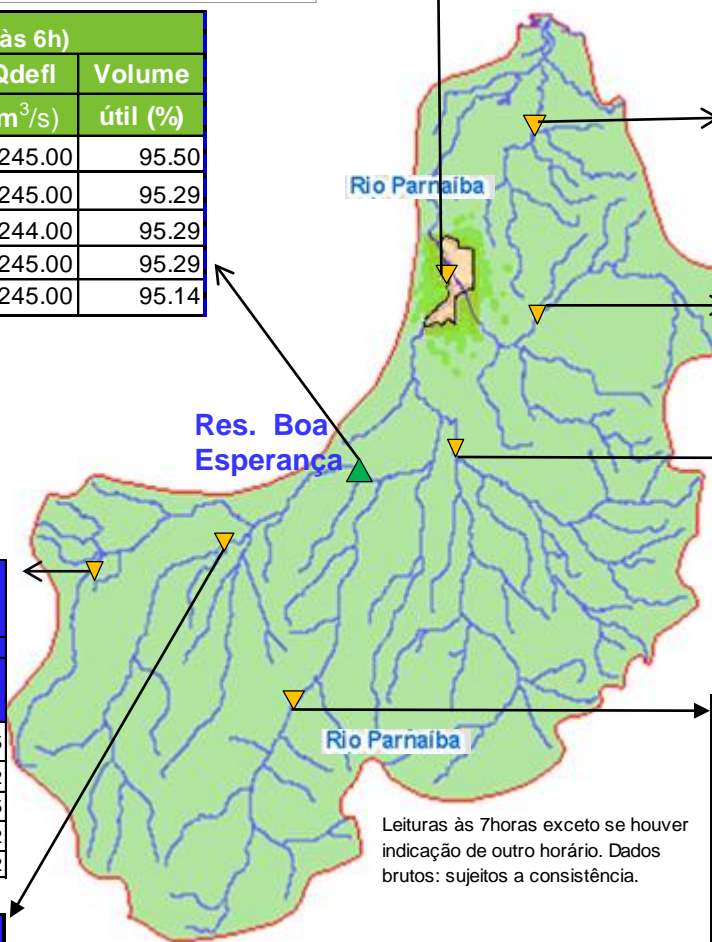 às 6h)
Qdefl Volume
m³/s) útil (%)
245.00 95.50
245.00 95.29
244.00 95.29
245.00 95.29
245.00 95.14
Rio Parnaíba
Res. Boa
Esperança
Rio Parnaíba
Leituras às 7horas exceto se houver
indicação de outro horário. Dados
brutos: sujeitos a consistência.